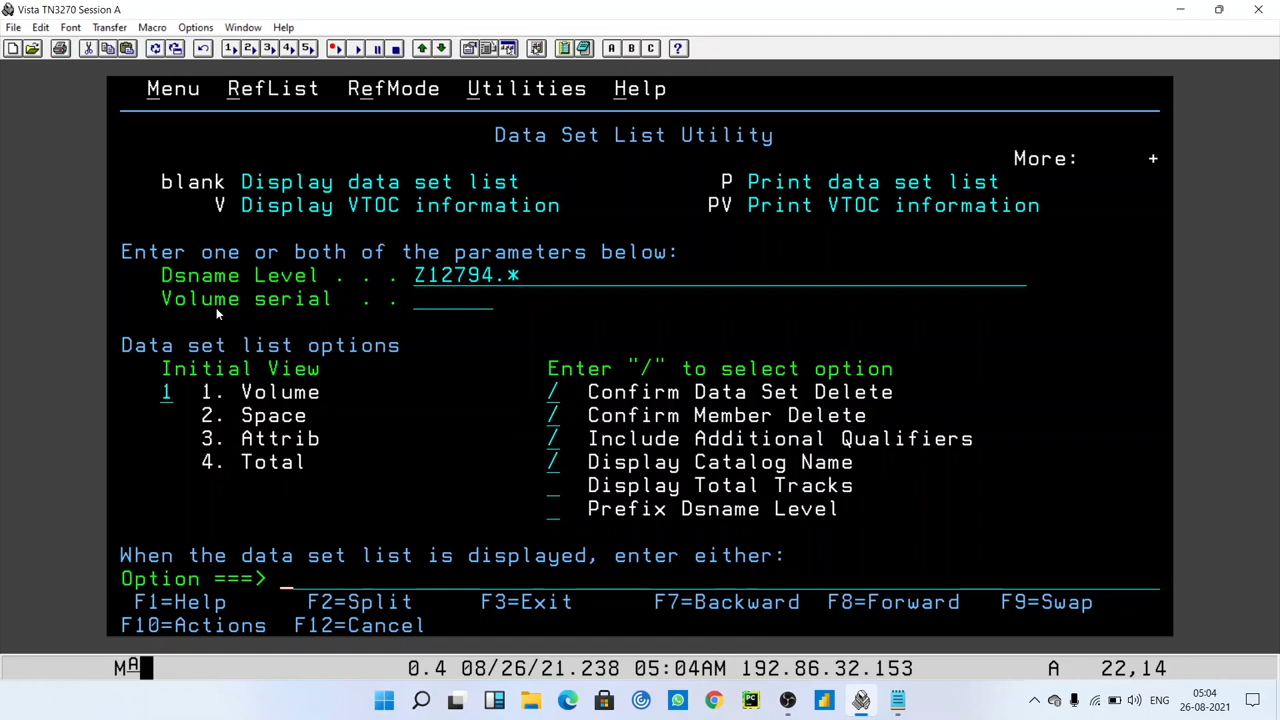 Vista TN3270 Session A
File Edit Font Transfer Macro Options Window Help
1 2 3 4 5 A B C ?
Menu RefList RefMode Utilities Help
Data Set List Utility
More: +
blank Display data set list P Print data set list
V Display VTOC information PV Print VTOC information
Enter one or both of the parameters below:
Dsname Level . . . Z12794.*
Volume serial . .
Data set list options
Initial View Enter "/" to select option
1 1. Volume / Confirm Data Set Delete
2. Space / Confirm Member Delete
3. Attrib / Include Additional Qualifiers
4. Total / Display Catalog Name
_ Display Total Tracks
_ Prefix Dsname Level
When the data set list is displayed, enter either:
Option ===> _
F1=Help F2=Split F3=Exit F7=Backward F8=Forward F9=Swap
F10=Actions F12=Cancel
MA 0.4 08/26/21.238 05:04AM 192.86.32.153 A 22,14
PC ENG 05:04
26-08-2021